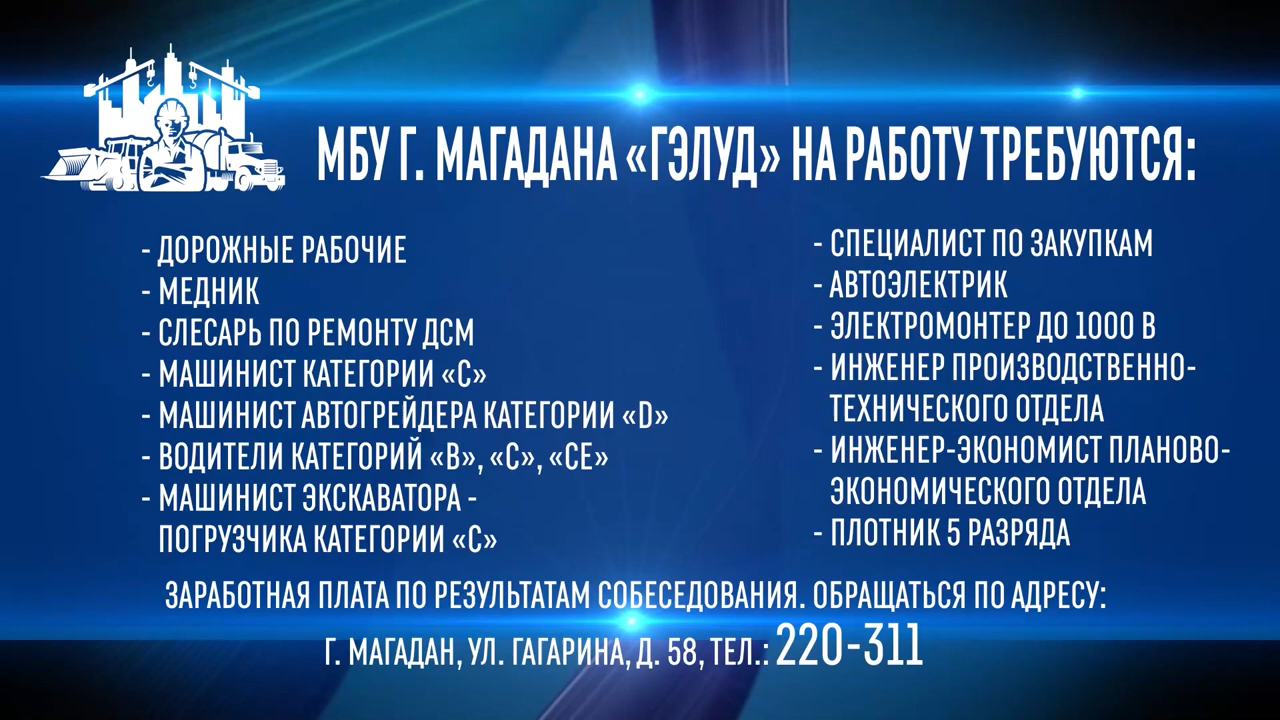 МБУ Г. МАГАДАНА «ГЭЛУД» НА РАБОТУ ТРЕБУЮТСЯ:
- ДОРОЖНЫЕ РАБОЧИЕ
- МЕДНИК
- СЛЕСАРЬ ПО РЕМОНТУ ДСМ
- МАШИНИСТ КАТЕГОРИИ «С»
- МАШИНИСТ АВТОГРЕЙДЕРА КАТЕГОРИИ «D»
- ВОДИТЕЛИ КАТЕГОРИЙ «В», «С», «СЕ»
- МАШИНИСТ ЭКСКАВАТОРА -
ПОГРУЗЧИКА КАТЕГОРИИ «С»
- СПЕЦИАЛИСТ ПО ЗАКУПКАМ
- АВТОЭЛЕКТРИК
- ЭЛЕКТРОМОНТЕР ДО 1000 В
- ИНЖЕНЕР ПРОИЗВОДСТВЕННО-
ТЕХНИЧЕСКОГО ОТДЕЛА
- ИНЖЕНЕР-ЭКОНОМИСТ ПЛАНОВО-
ЭКОНОМИЧЕСКОГО ОТДЕЛА
- ПЛОТНИК 5 РАЗРЯДА
ЗАРАБОТНАЯ ПЛАТА ПО РЕЗУЛЬТАТАМ СОБЕСЕДОВАНИЯ. ОБРАЩАТЬСЯ ПО АДРЕСУ:
Г. МАГАДАН, УЛ. ГАГАРИНА, Д. 58, ТЕЛ.: 220-311